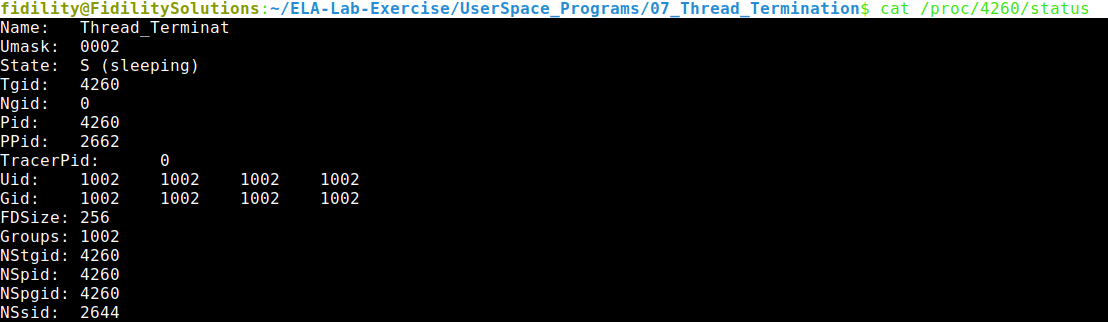 fidility@FidilitySolutions:~/ELA-Lab-Exercise/UserSpace_Programs/07_Thread_Termination$ cat /proc/4260/status
Name:   Thread_Terminat
Umask:  0002
State:  S (sleeping)
Tgid:   4260
Ngid:   0
Pid:    4260
PPid:   2662
TracerPid:      0
Uid:    1002    1002    1002    1002
Gid:    1002    1002    1002    1002
FDSize: 256
Groups: 1002
NStgid: 4260
NSpid:  4260
NSpgid: 4260
NSsid:  2644